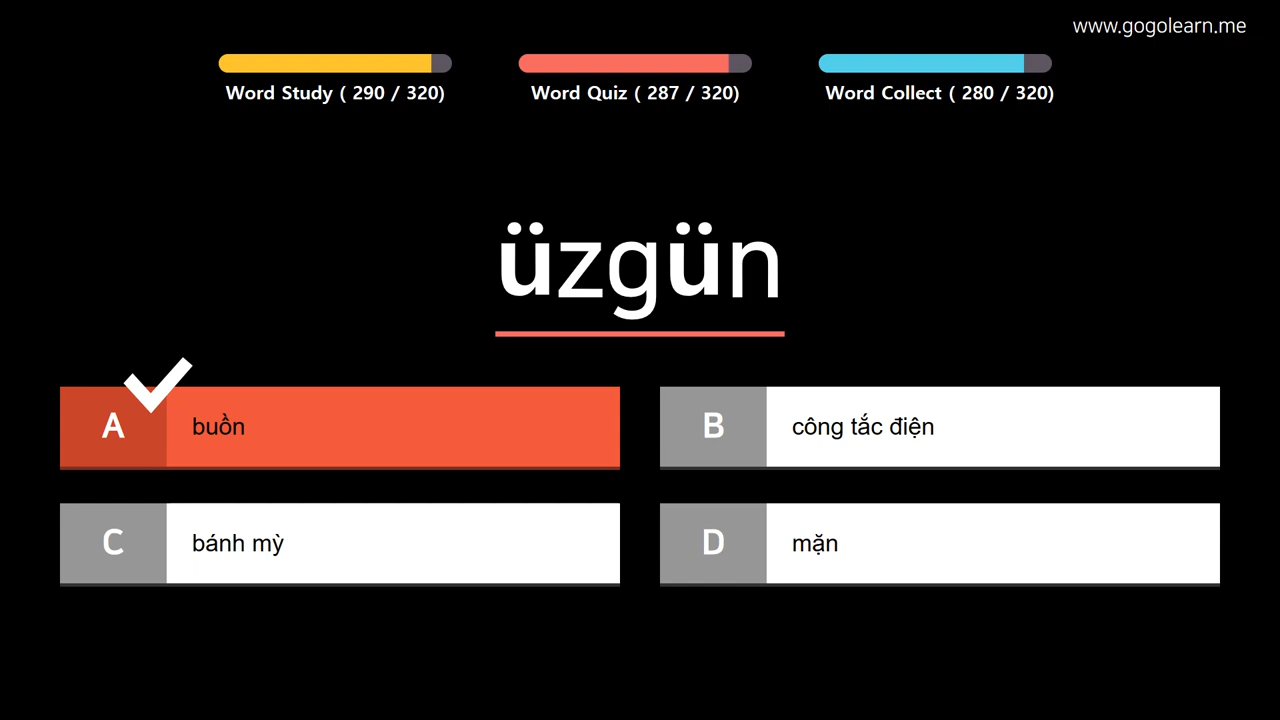 www.gogolearn.me
Word Study ( 290 / 320)
Word Quiz ( 287 / 320)
Word Collect ( 280 / 320)
üzgün
A buồn
B công tắc điện
C bánh mỳ
D mặn